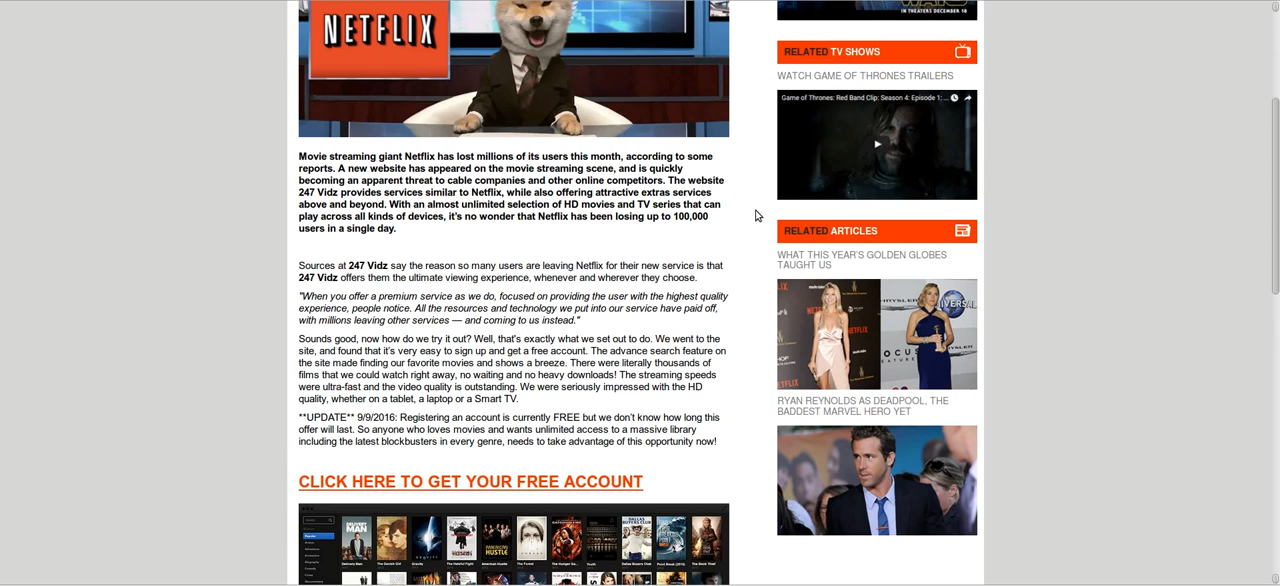 NETFLIX
Movie streaming giant Netflix has lost millions of its users this month, according to some
reports. A new website has appeared on the movie streaming scene, and is quickly
becoming an apparent threat to cable companies and other online competitors. The website
247 Vidz provides services similar to Netflix, while also offering attractive extras services
above and beyond. With an almost unlimited selection of HD movies and TV series that can
play across all kinds of devices, it's no wonder that Netflix has been losing up to 100,000
users in a single day.
Sources at 247 Vidz say the reason so many users are leaving Netflix for their new service is that
247 Vidz offers them the ultimate viewing experience, whenever and wherever they choose.
"When you offer a premium service as we do, focused on providing the user with the highest quality
experience, people notice. All the resources and technology we put into our service have paid off,
with millions leaving other services — and coming to us instead."
Sounds good, now how do we try it out? Well, that's exactly what we set out to do. We went to the
site, and found that it's very easy to sign up and get a free account. The advance search feature on
the site made finding our favorite movies and shows a breeze. There were literally thousands of
films that we could watch right away, no waiting and no heavy downloads! The streaming speeds
were ultra-fast and the video quality is outstanding. We were seriously impressed with the HD
quality, whether on a tablet, a laptop or a Smart TV.
**UPDATE** 9/9/2016: Registering an account is currently FREE but we don't know how long this
offer will last. So anyone who loves movies and wants unlimited access to a massive library
including the latest blockbusters in every genre, needs to take advantage of this opportunity now!
CLICK HERE TO GET YOUR FREE ACCOUNT
IN THEATERS DECEMBER 18
RELATED TV SHOWS
WATCH GAME OF THRONES TRAILERS
Game of Thrones: Red Band Clip: Season 4: Episode 1:...
RELATED ARTICLES
WHAT THIS YEAR'S GOLDEN GLOBES
TAUGHT US
NETFLIX
UNIVERSAL
FOCUS
RYAN REYNOLDS AS DEADPOOL, THE
BADDEST MARVEL HERO YET